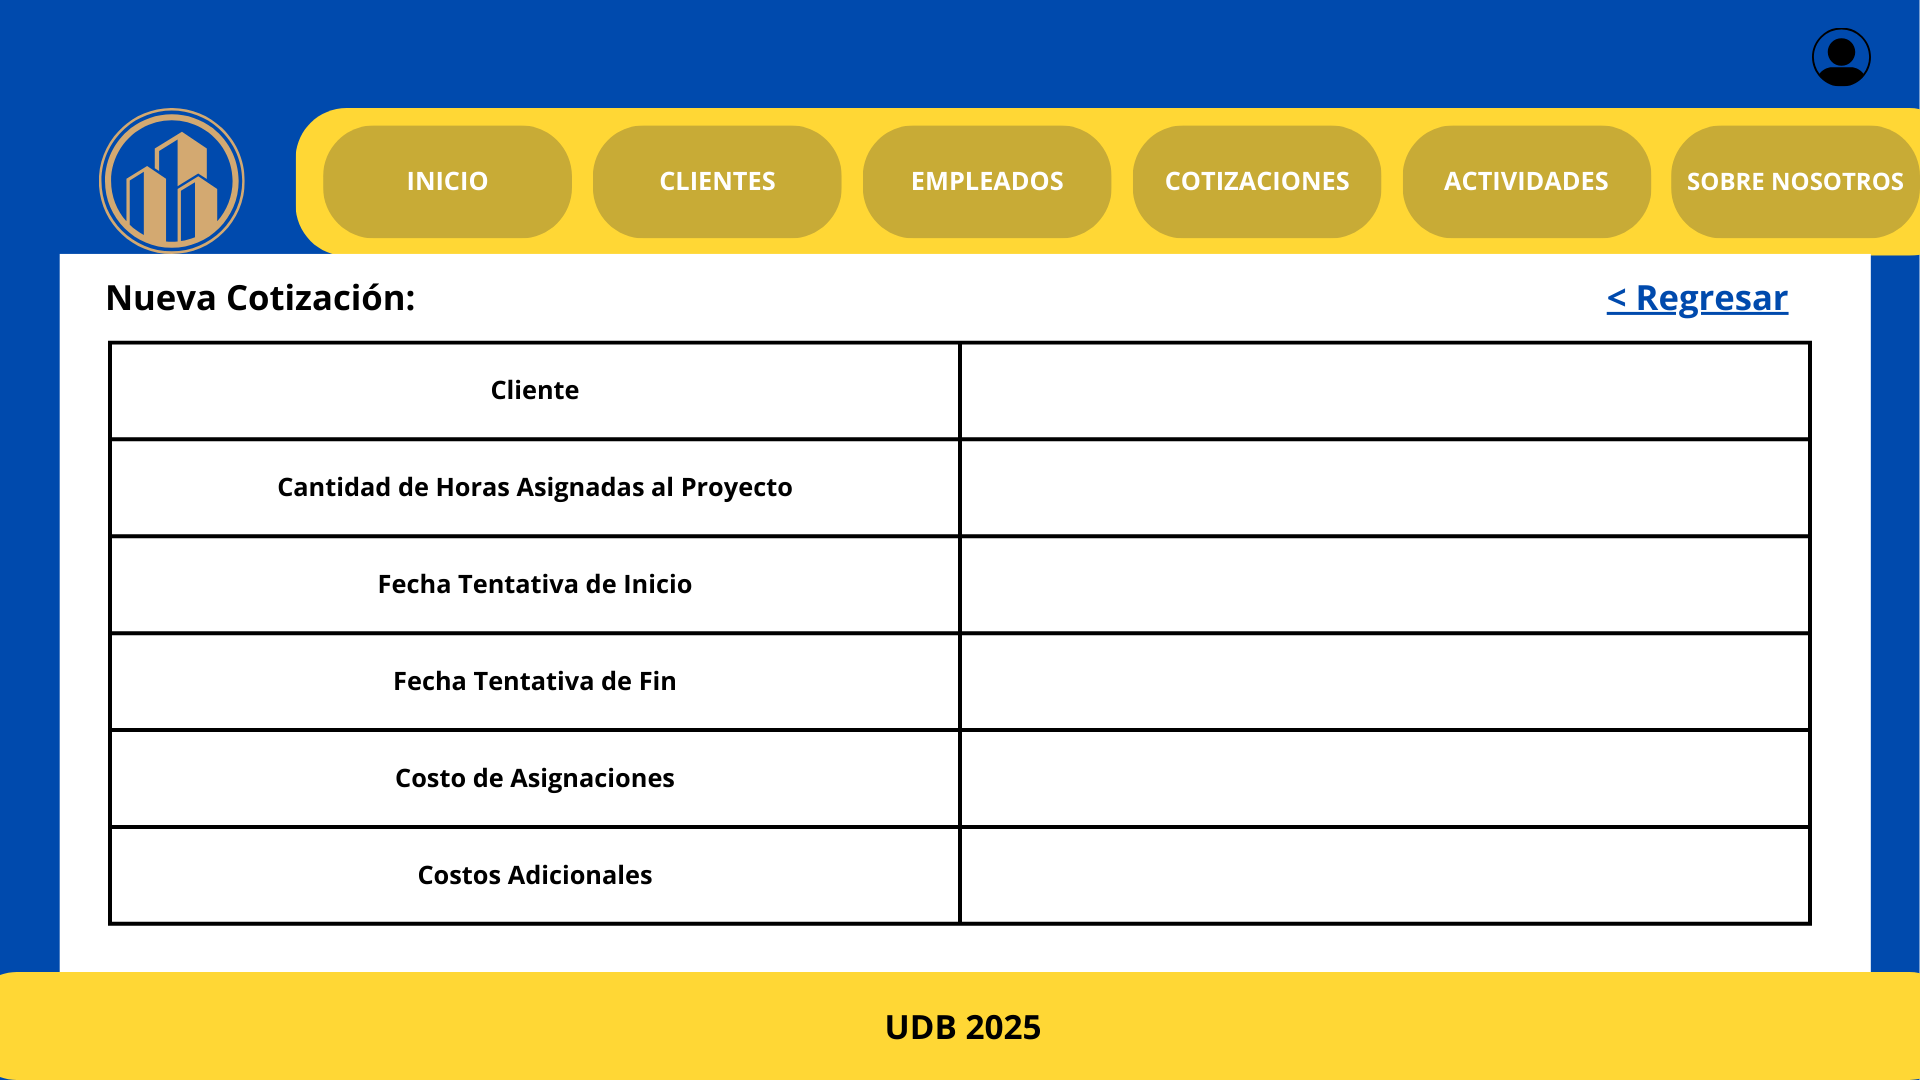 INICIO
CLIENTES
EMPLEADOS
COTIZACIONES
ACTIVIDADES
SOBRE NOSOTROS
Nueva Cotización:
< Regresar
Cliente
Cantidad de Horas Asignadas al Proyecto
Fecha Tentativa de Inicio
Fecha Tentativa de Fin
Costo de Asignaciones
Costos Adicionales
UDB 2025